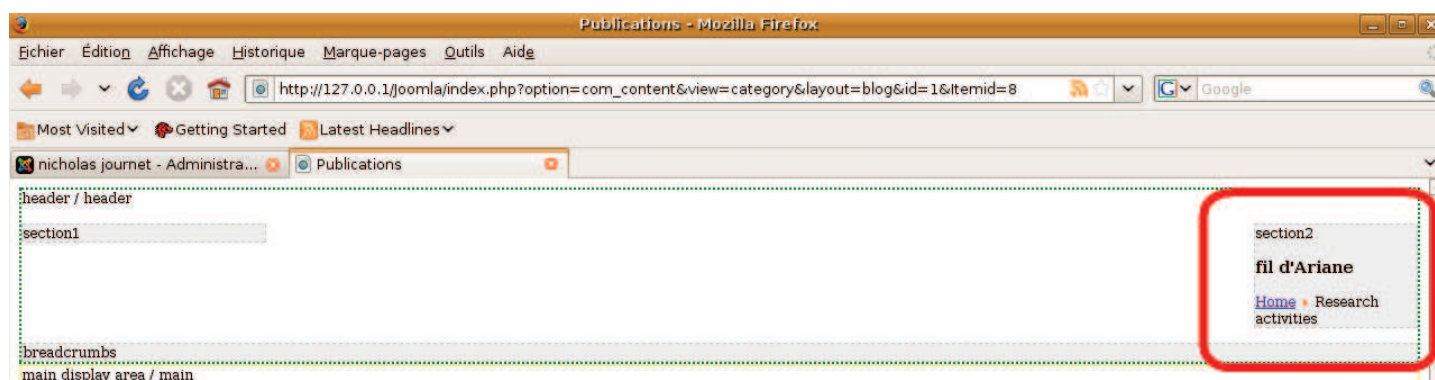 Publications - Mozilla Firefox
Fichier Édition Affichage Historique Marque-pages Outils Aide
http://127.0.0.1/Joomla/index.php?option=com_content&view=category&layout=blog&id=1&Itemid=8 G Google
Most Visited Getting Started Latest Headlines
nicholas journet - Administra... Publications
header / header
section1
section2
fil d'Ariane
Home Research
activities
breadcrumbs
main display area / main